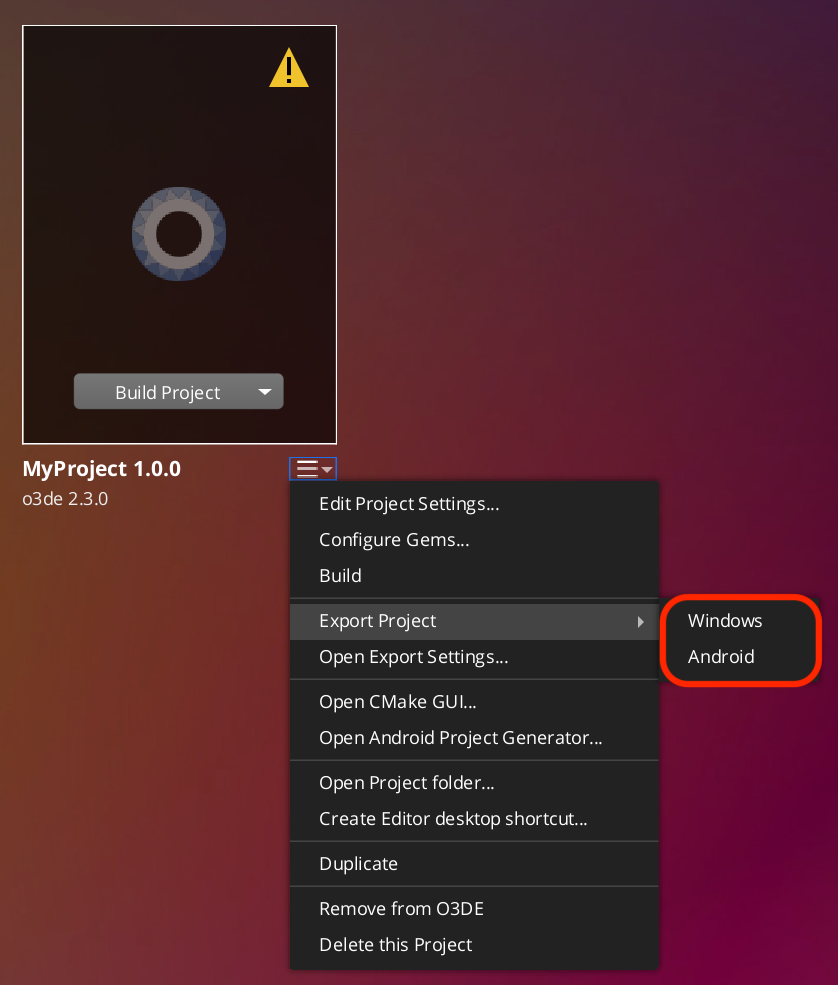 Build Project
MyProject 1.0.0
o3de 2.3.0
Edit Project Settings...
Configure Gems...
Build
Export Project
Windows
Open Export Settings...
Android
Open CMake GUI...
Open Android Project Generator...
Open Project folder...
Create Editor desktop shortcut...
Duplicate
Remove from O3DE
Delete this Project